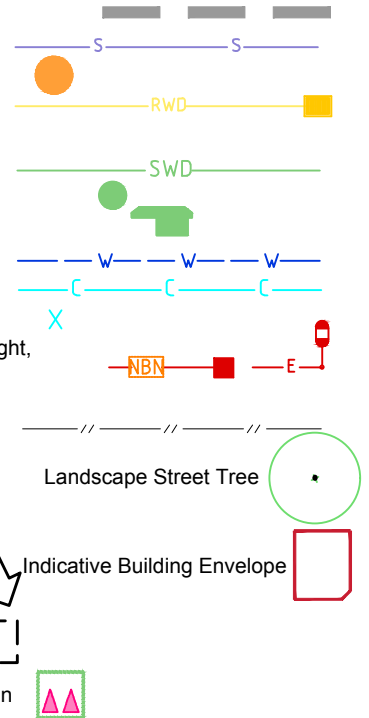 S S
RWD
SWD
W W W
C C C
X
ght,
NBN E
// // //
Landscape Street Tree
Indicative Building Envelope
n